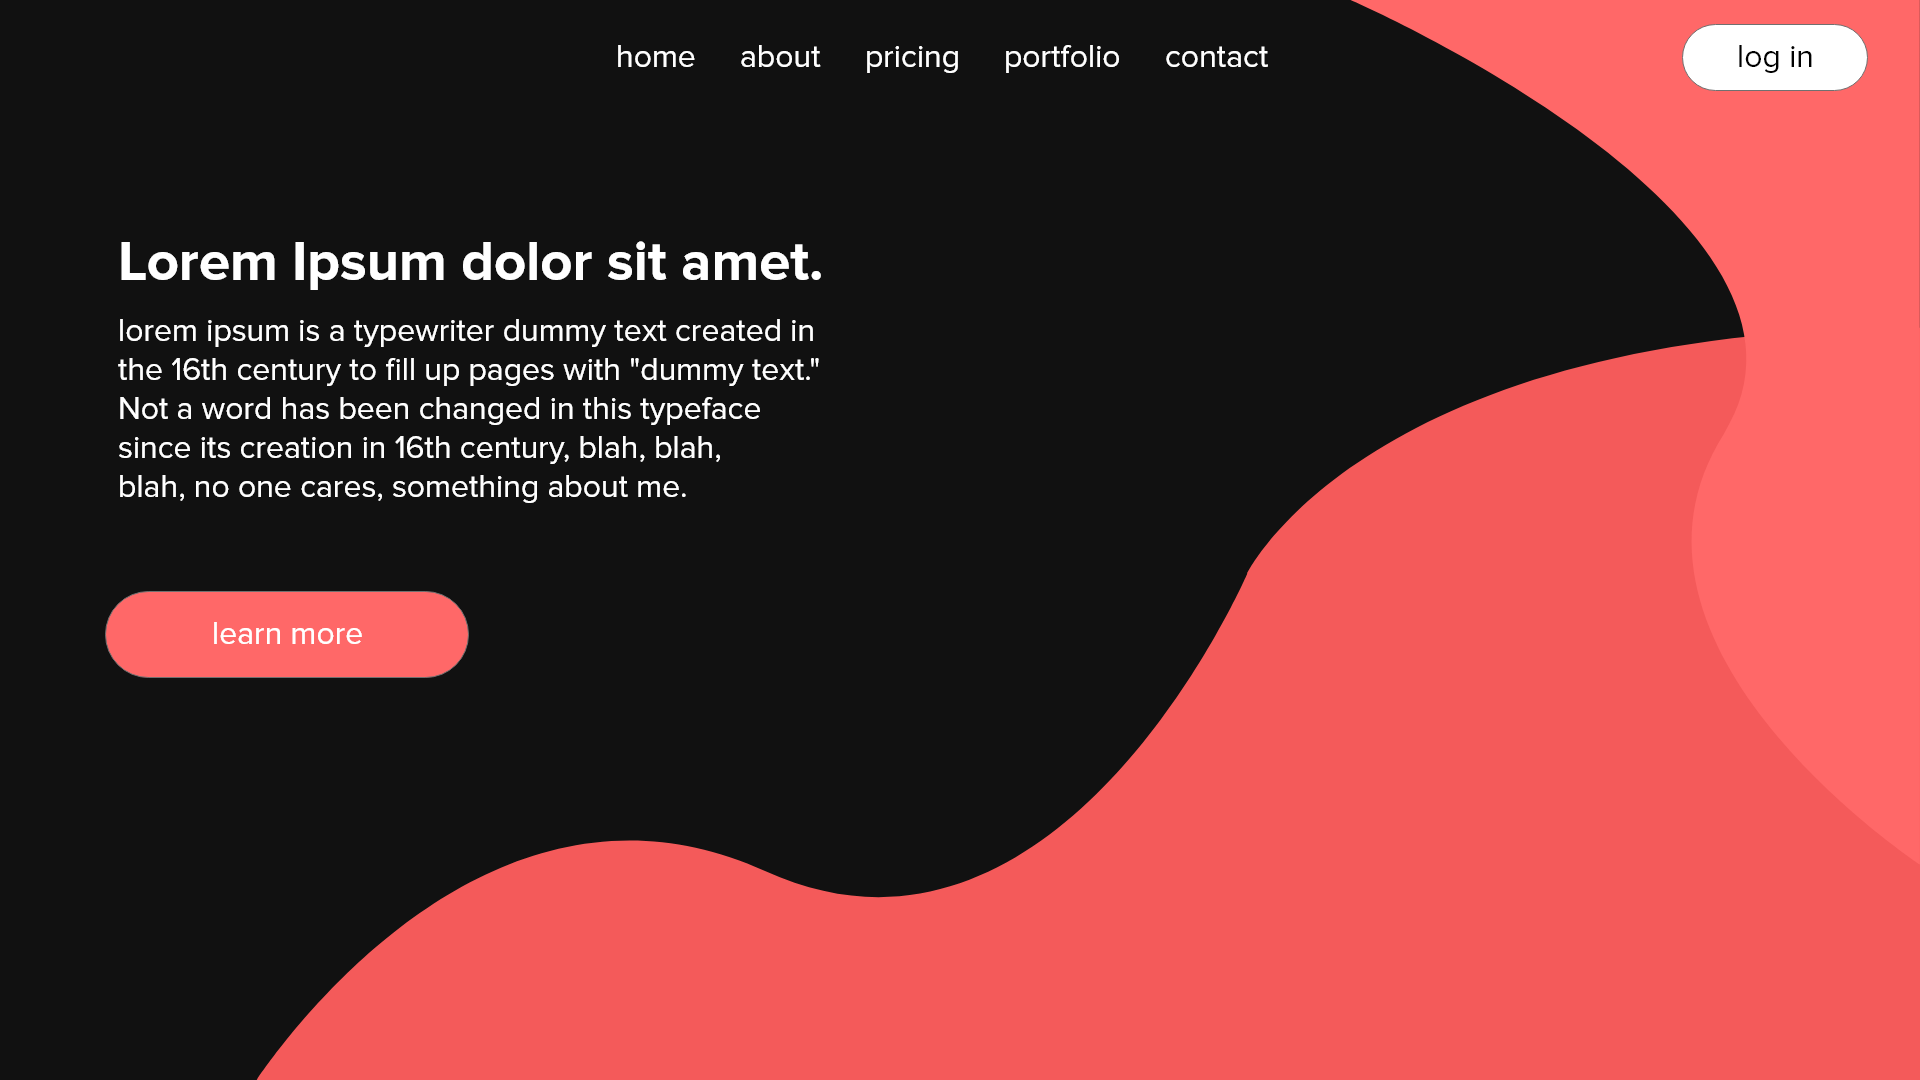 home about pricing portfolio contact log in
Lorem Ipsum dolor sit amet.
lorem ipsum is a typewriter dummy text created in
the 16th century to fill up pages with "dummy text."
Not a word has been changed in this typeface
since its creation in 16th century, blah, blah,
blah, no one cares, something about me.
learn more